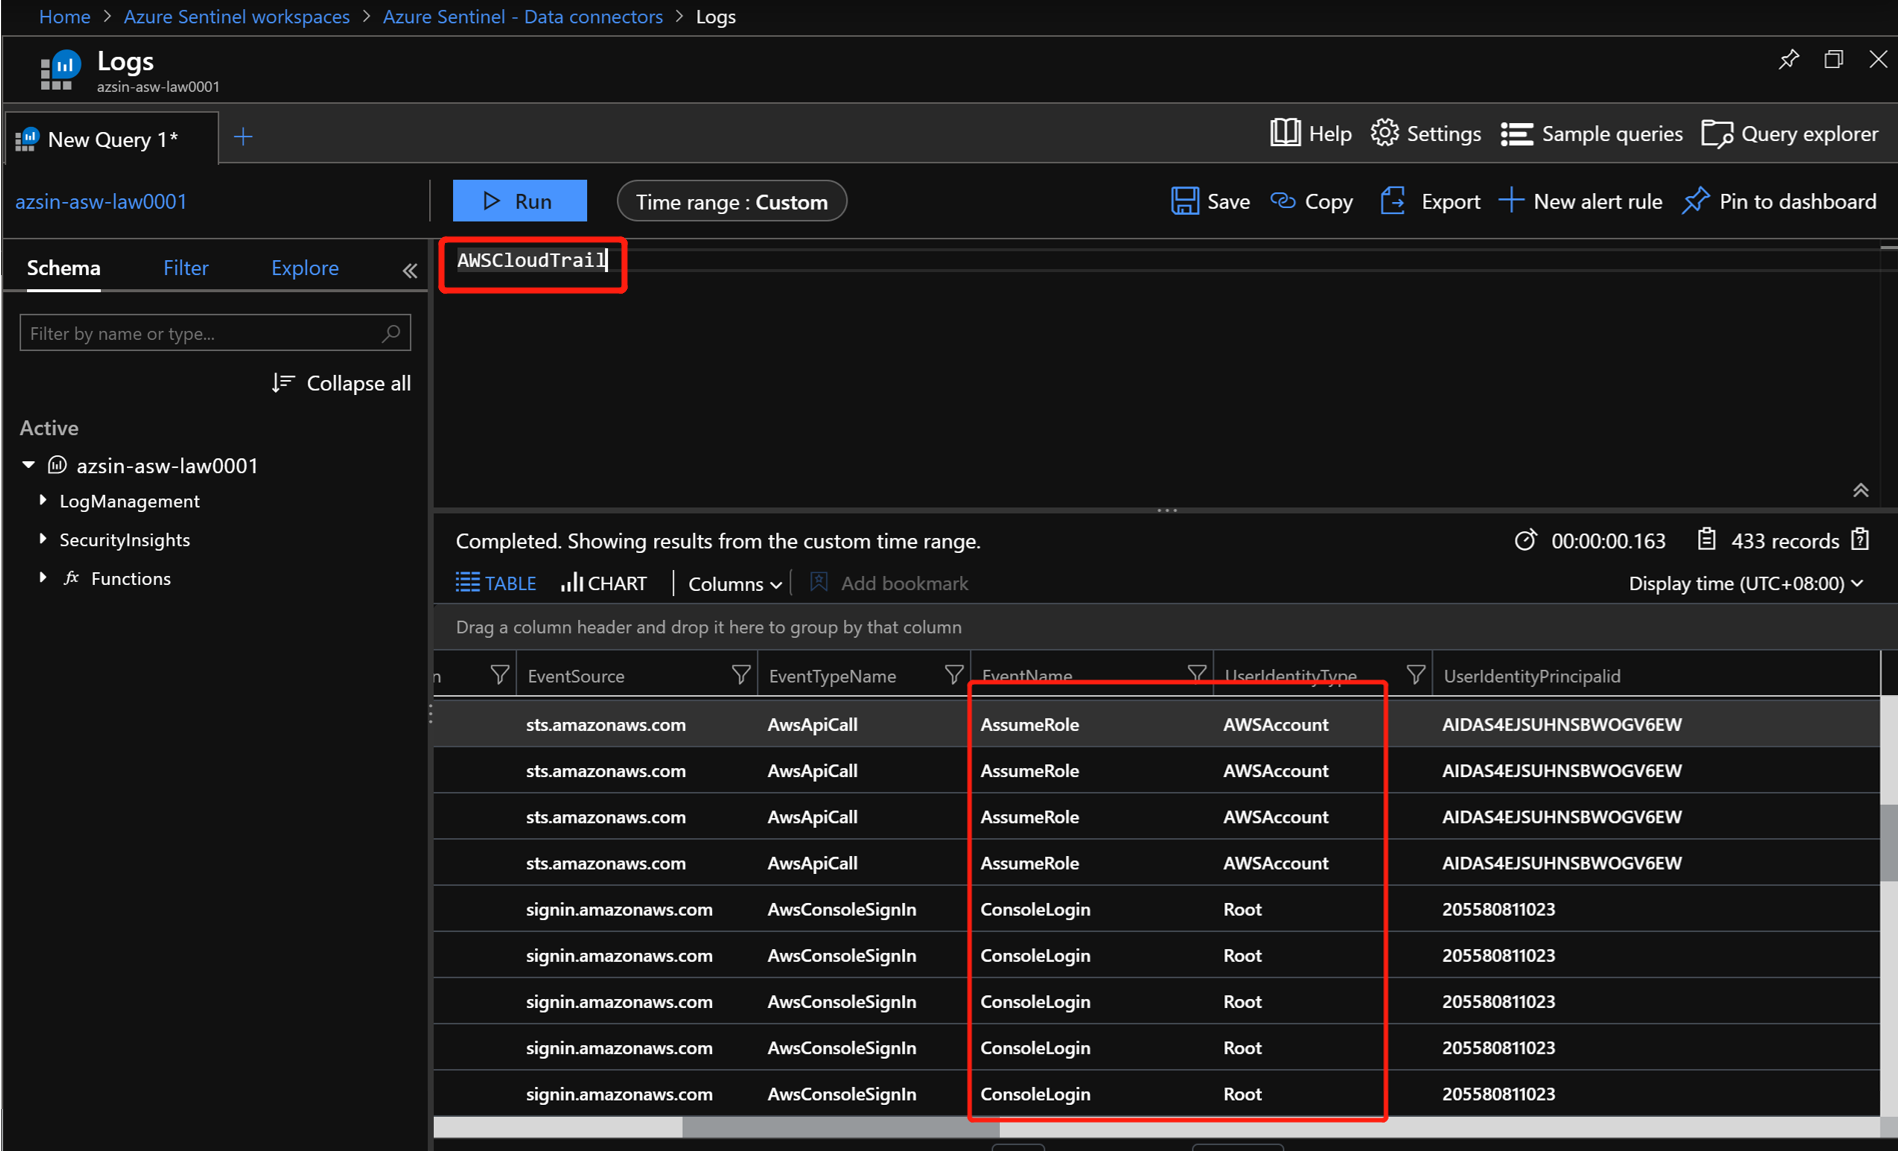 Home > Azure Sentinel workspaces > Azure Sentinel - Data connectors > Logs
Logs
azsin-asw-law0001
New Query 1*
Help Settings Sample queries Query explorer
azsin-asw-law0001
Run Time range : Custom Save Copy Export New alert rule Pin to dashboard
Schema Filter Explore
AWSCloudTrail
Filter by name or type...
Collapse all
Active
azsin-asw-law0001
LogManagement
SecurityInsights
fx Functions
Completed. Showing results from the custom time range. 00:00:00.163 433 records
TABLE CHART Columns Add bookmark Display time (UTC+08:00)
Drag a column header and drop it here to group by that column
n EventSource EventTypeName EventName UserIdentityType UserIdentityPrincipalid
sts.amazonaws.com AwsApiCall AssumeRole AWSAccount AIDAS4EJSUHNSBWOGV6EW
sts.amazonaws.com AwsApiCall AssumeRole AWSAccount AIDAS4EJSUHNSBWOGV6EW
sts.amazonaws.com AwsApiCall AssumeRole AWSAccount AIDAS4EJSUHNSBWOGV6EW
sts.amazonaws.com AwsApiCall AssumeRole AWSAccount AIDAS4EJSUHNSBWOGV6EW
signin.amazonaws.com AwsConsoleSignIn ConsoleLogin Root 205580811023
signin.amazonaws.com AwsConsoleSignIn ConsoleLogin Root 205580811023
signin.amazonaws.com AwsConsoleSignIn ConsoleLogin Root 205580811023
signin.amazonaws.com AwsConsoleSignIn ConsoleLogin Root 205580811023
signin.amazonaws.com AwsConsoleSignIn ConsoleLogin Root 205580811023